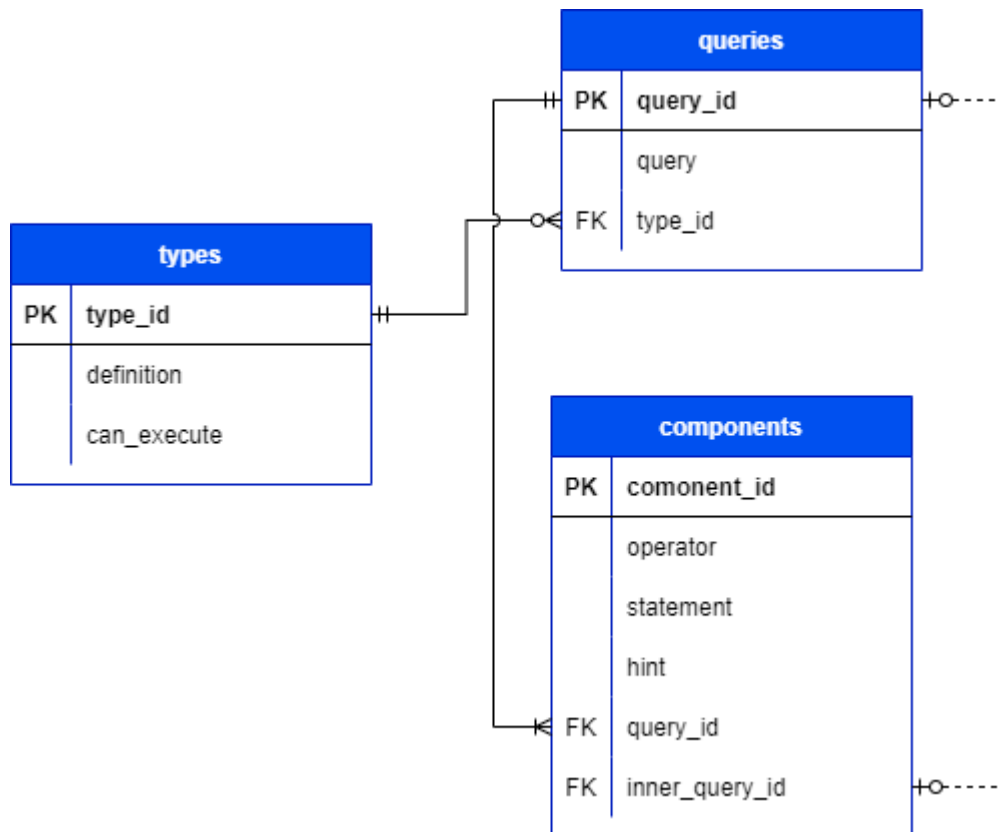 queries
PK query_id
query
FK type_id
types
PK type_id
definition
can_execute
components
PK comonent_id
operator
statement
hint
FK query_id
FK inner_query_id